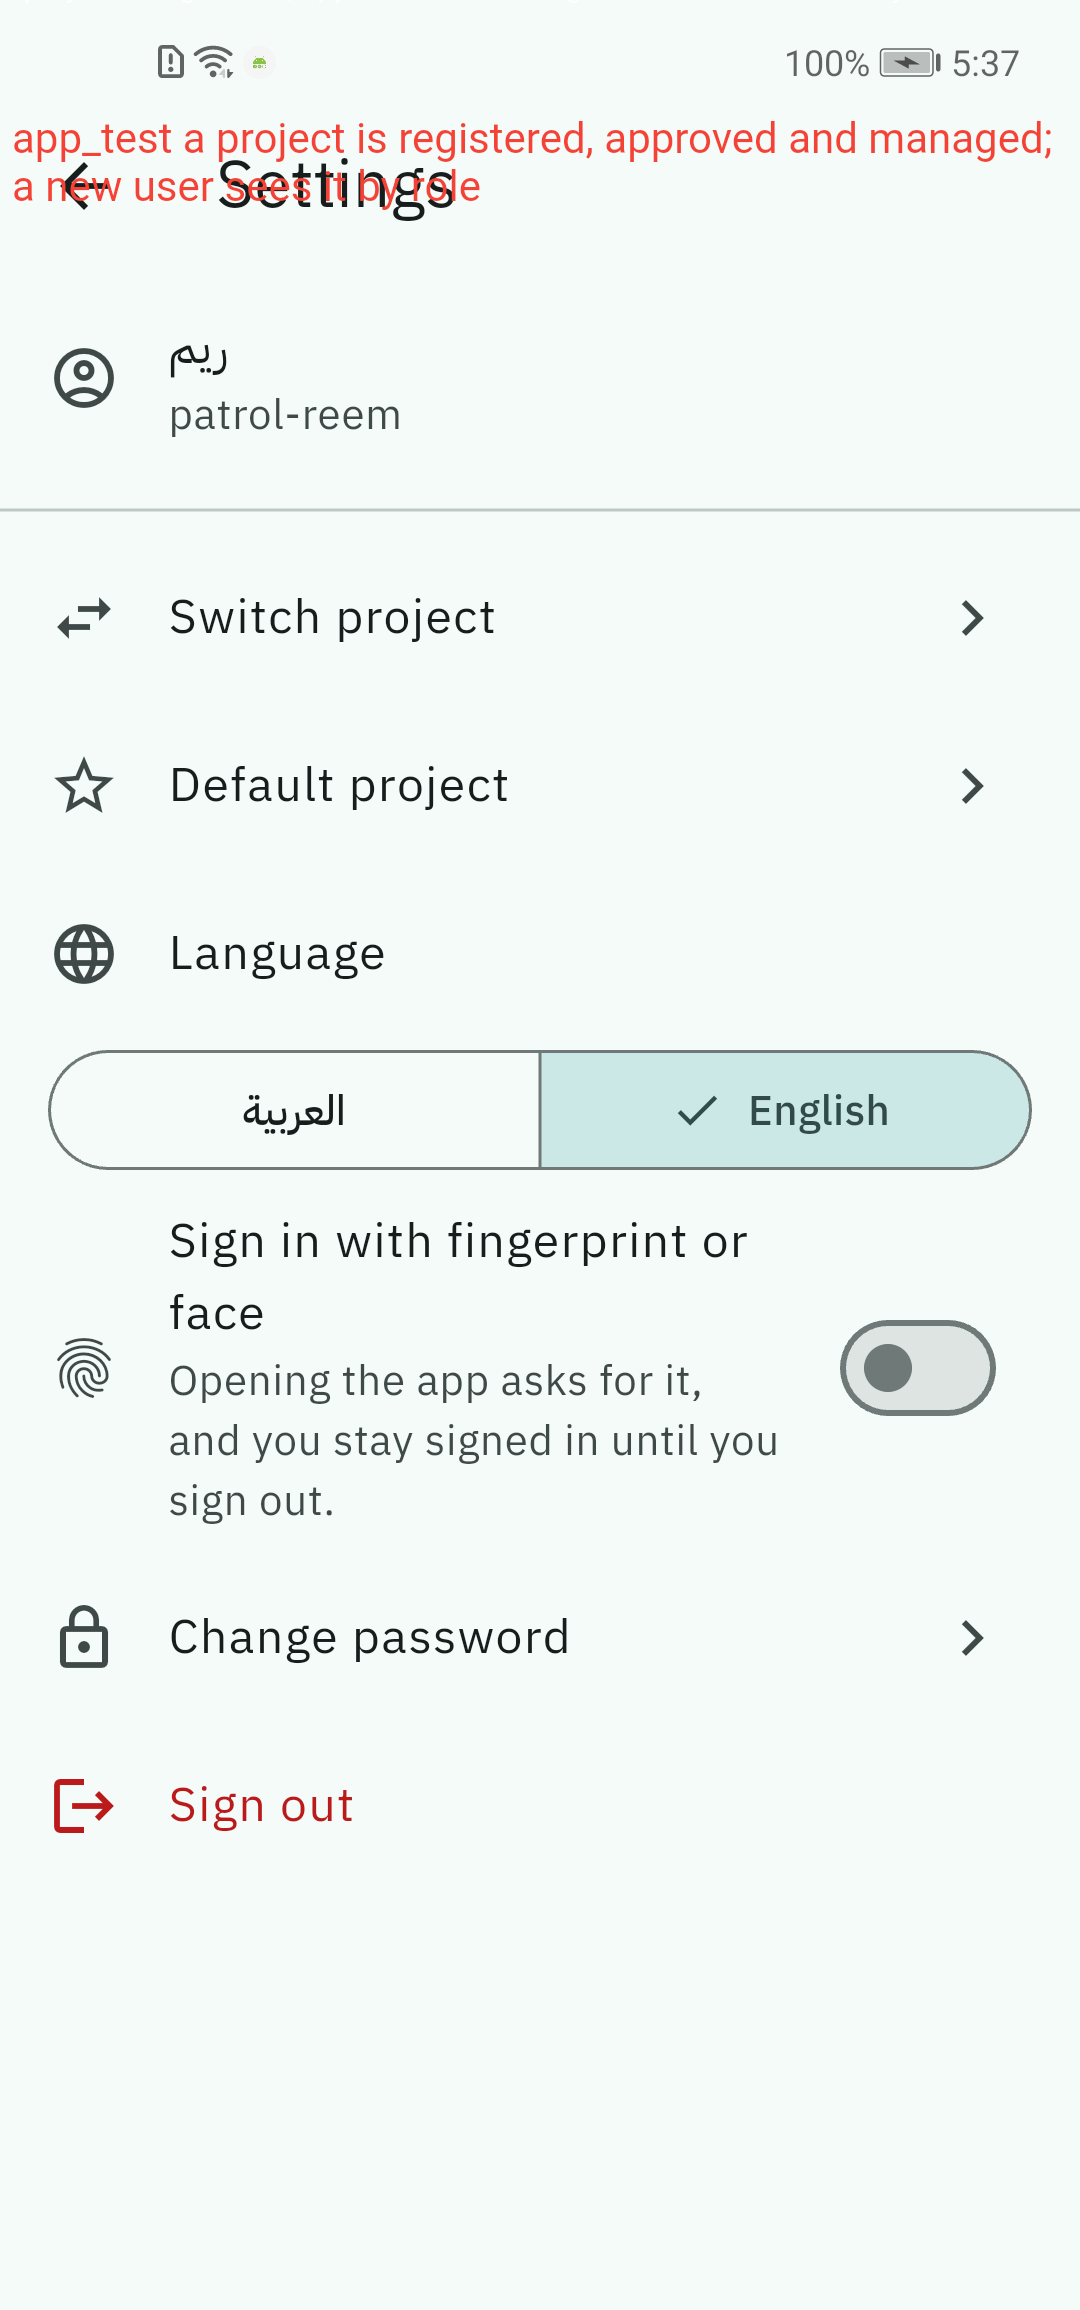 100% 5:37
app_test a project is registered, approved and managed;
a new user sees it by role
Settings
ريم
patrol-reem
Switch project
Default project
Language
العربية
English
Sign in with fingerprint or
face
Opening the app asks for it,
and you stay signed in until you
sign out.
Change password
Sign out